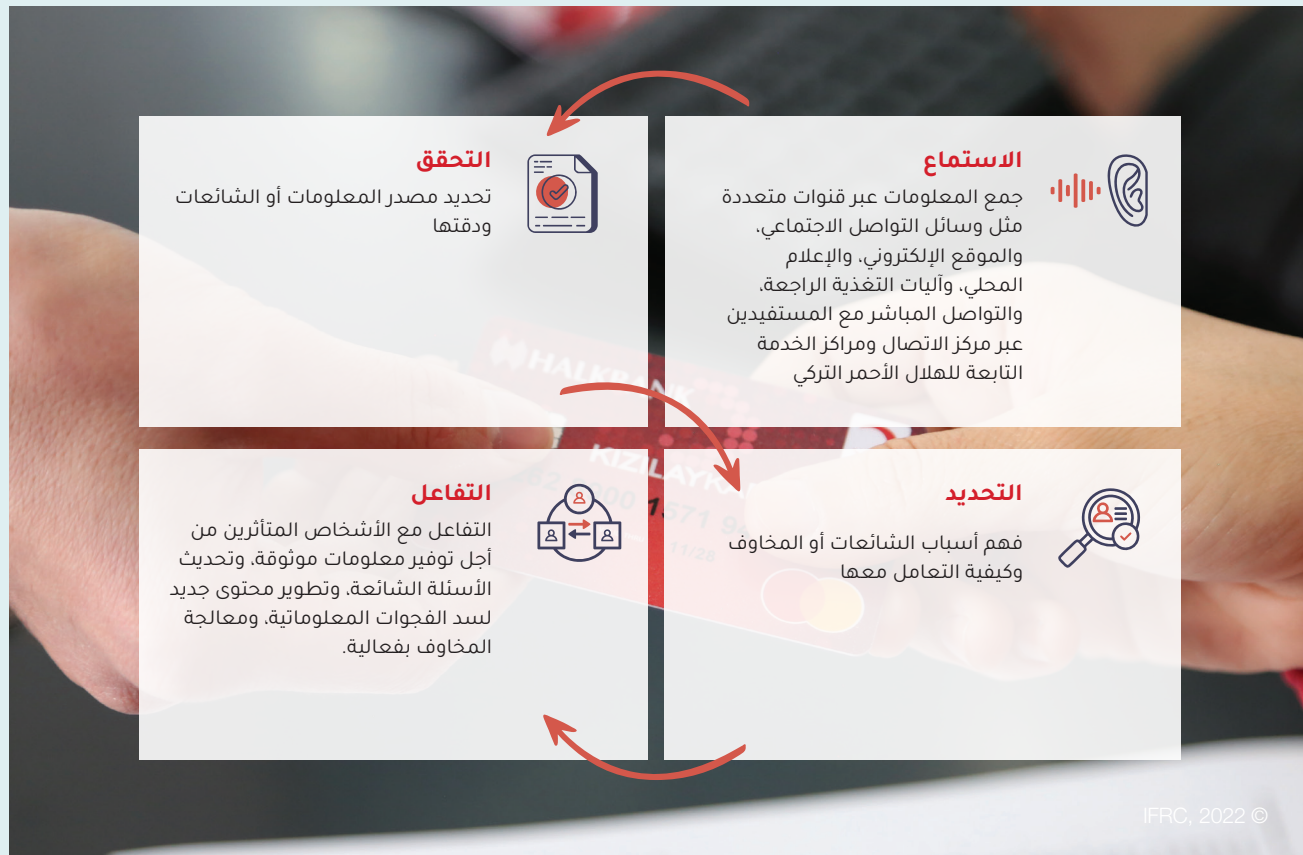 الاستماع
جمع المعلومات عبر قنوات متعددة
مثل وسائل التواصل الاجتماعي،
والموقع الإلكتروني، والإعلام
المحلي، وآليات التغذية الراجعة،
والتواصل المباشر مع المستفيدين
عبر مركز الاتصال ومراكز الخدمة
التابعة للهلال الأحمر التركي
التحقق
تحديد مصدر المعلومات أو الشائعات
ودقتها
التحديد
فهم أسباب الشائعات أو المخاوف
وكيفية التعامل معها
التفاعل
التفاعل مع الأشخاص المتأثرين من
أجل توفير معلومات موثوقة، وتحديث
الأسئلة الشائعة، وتطوير محتوى جديد
لسد الفجوات المعلوماتية، ومعالجة
المخاوف بفعالية.
HALKBANK
11/28
IFRC, 2022 ©